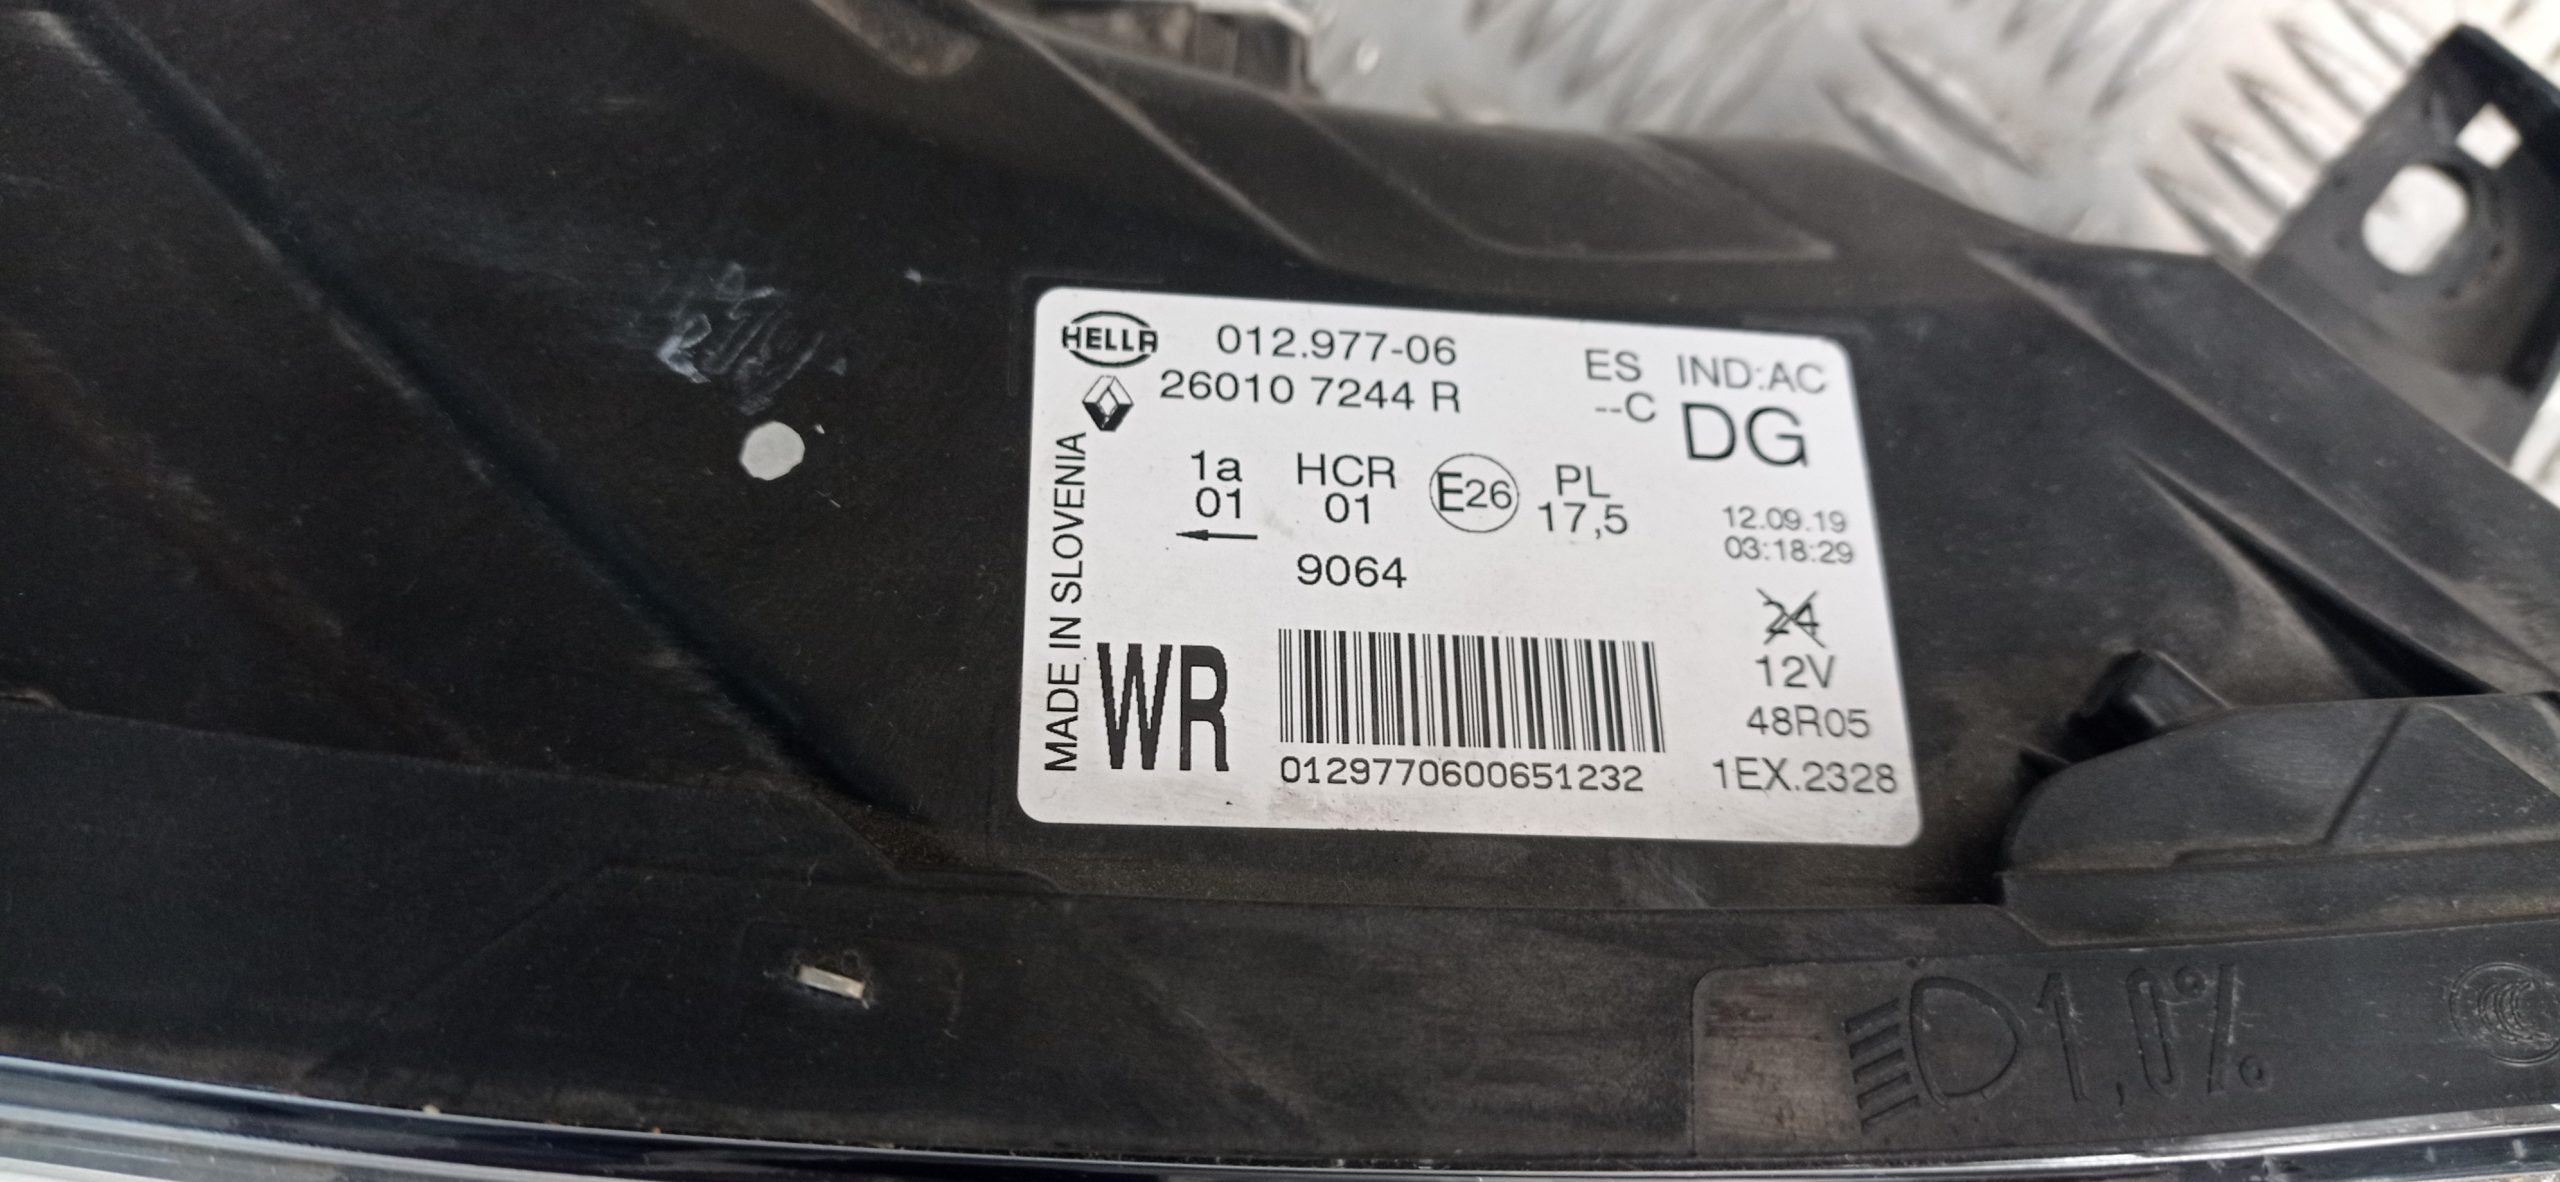 HELLA 012.977-06
26010 7244 R
ES IND:AC
--C DG
1a HCR E26 PL
01 01 17,5
9064
12.09.19
03:18:29
24
12V
48R05
1EX.2328
MADE IN SLOVENIA
WR
0129770600651232
1,0%